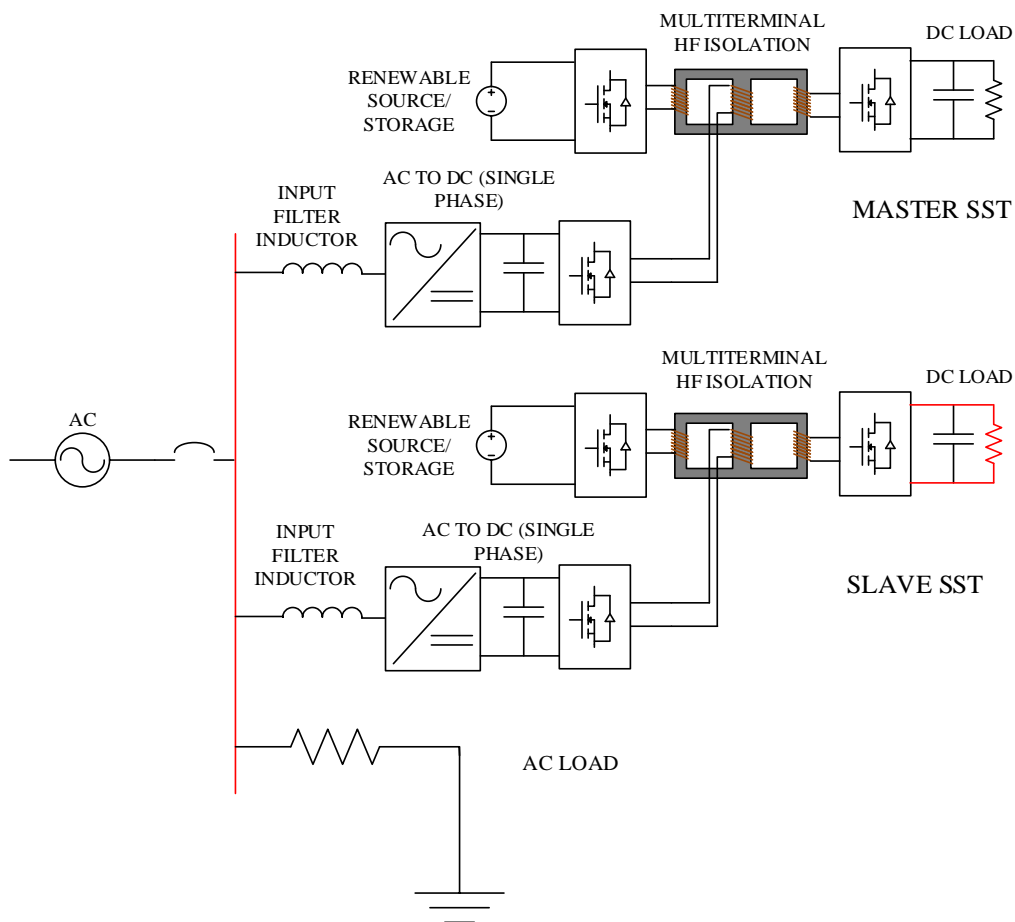 MULTITERMINAL
HF ISOLATION
DC LOAD
RENEWABLE
SOURCE/
STORAGE
MASTER SST
AC TO DC (SINGLE
PHASE)
INPUT
FILTER
INDUCTOR
MULTITERMINAL
HF ISOLATION
DC LOAD
AC
RENEWABLE
SOURCE/
STORAGE
SLAVE SST
AC TO DC (SINGLE
PHASE)
INPUT
FILTER
INDUCTOR
AC LOAD